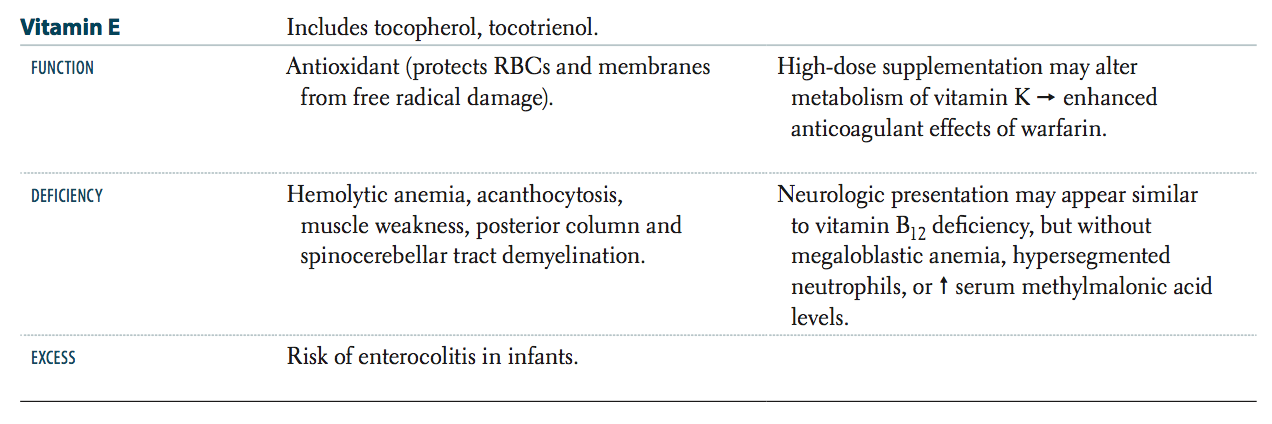 Vitamin E
Includes tocopherol, tocotrienol.
FUNCTION
Antioxidant (protects RBCs and membranes
from free radical damage).
High-dose supplementation may alter
metabolism of vitamin K → enhanced
anticoagulant effects of warfarin.
DEFICIENCY
Hemolytic anemia, acanthocytosis,
muscle weakness, posterior column and
spinocerebellar tract demyelination.
Neurologic presentation may appear similar
to vitamin B12 deficiency, but without
megaloblastic anemia, hypersegmented
neutrophils, or ↑ serum methylmalonic acid
levels.
EXCESS
Risk of enterocolitis in infants.